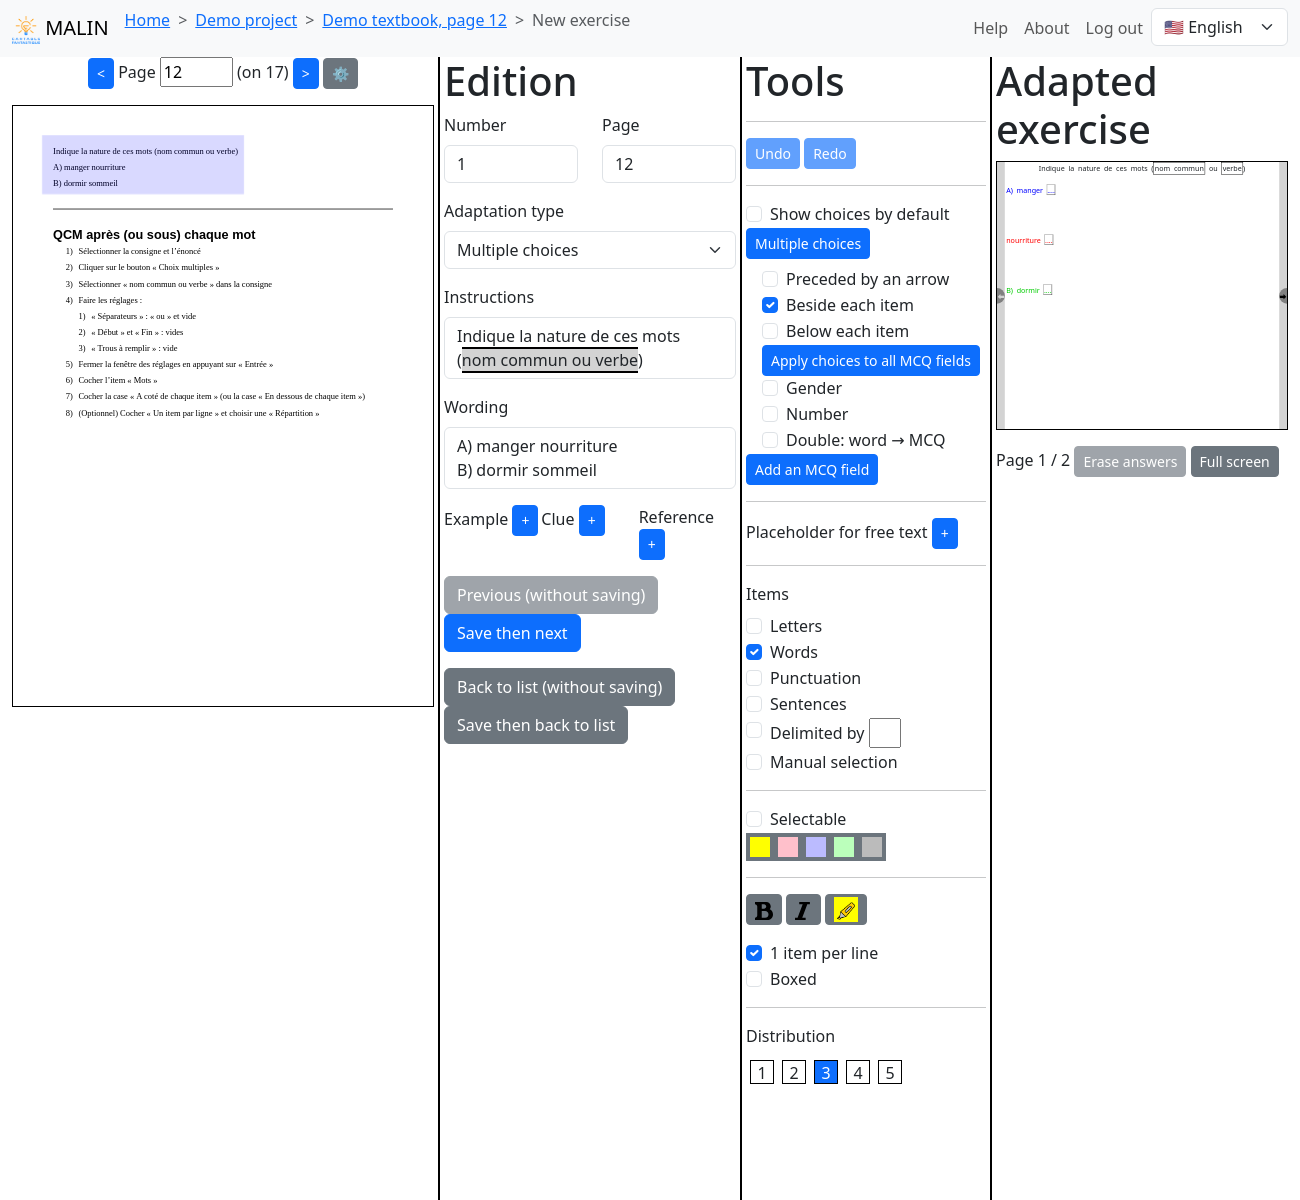 MALIN
Home > Demo project > Demo textbook, page 12 > New exercise
Help About Log out 🇺🇸 English
< Page 12 (on 17) > ⚙️
Indique la nature de ces mots (nom commun ou verbe)
A) manger nourriture
B) dormir sommeil
QCM après (ou sous) chaque mot
1) Sélectionner la consigne et l’énoncé
2) Cliquer sur le bouton « Choix multiples »
3) Sélectionner « nom commun ou verbe » dans la consigne
4) Faire les réglages :
1) « Séparateurs » : « ou » et vide
2) « Début » et « Fin » : vides
3) « Trous à remplir » : vide
5) Fermer la fenêtre des réglages en appuyant sur « Entrée »
6) Cocher l’item « Mots »
7) Cocher la case « A coté de chaque item » (ou la case « En dessous de chaque item »)
8) (Optionnel) Cocher « Un item par ligne » et choisir une « Répartition »
Edition
Number Page
1 12
Adaptation type
Multiple choices
Instructions
Indique la nature de ces mots
(nom commun ou verbe)
Wording
A) manger nourriture
B) dormir sommeil
Example + Clue + Reference
+
Previous (without saving)
Save then next
Back to list (without saving)
Save then back to list
Tools
Undo Redo
Show choices by default
Multiple choices
Preceded by an arrow
Beside each item
Below each item
Apply choices to all MCQ fields
Gender
Number
Double: word → MCQ
Add an MCQ field
Placeholder for free text +
Items
Letters
Words
Punctuation
Sentences
Delimited by
Manual selection
Selectable
B I
1 item per line
Boxed
Distribution
1 2 3 4 5
Adapted
exercise
Indique la nature de ces mots (nom commun ou verbe)
A) manger ....
nourriture ....
B) dormir ....
Page 1 / 2 Erase answers Full screen